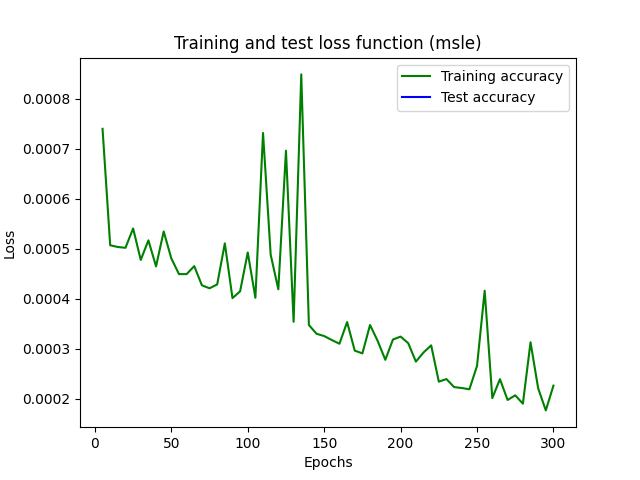 Training and test loss function (msle)
Training accuracy
Test accuracy
0.0008
0.0007
0.0006
0.0005
0.0004
0.0003
0.0002
Loss
0
50
100
150
200
250
300
Epochs